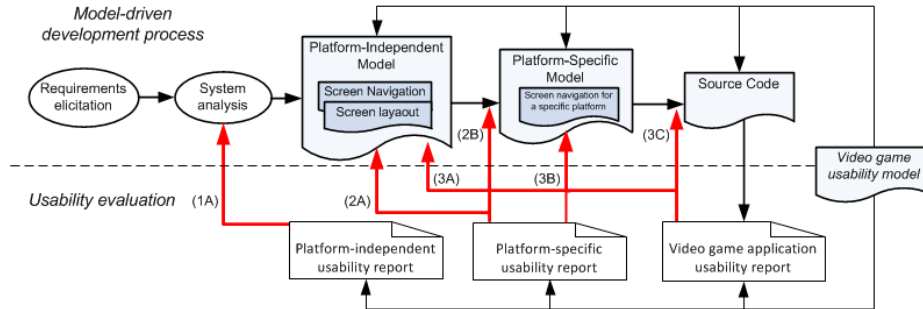 Model-driven
development process
Requirements
elicitation
System
analysis
Platform-Independent
Model
Screen Navigation
Screen layaout
(2B)
Platform-Specific
Model
Screen navigation for
a specific platform
(3C)
Source Code
Video game
usability model
Usability evaluation
(1A)
(2A)
(3A)
(3B)
Platform-independent
usability report
Platform-specific
usability report
Video game application
usability report